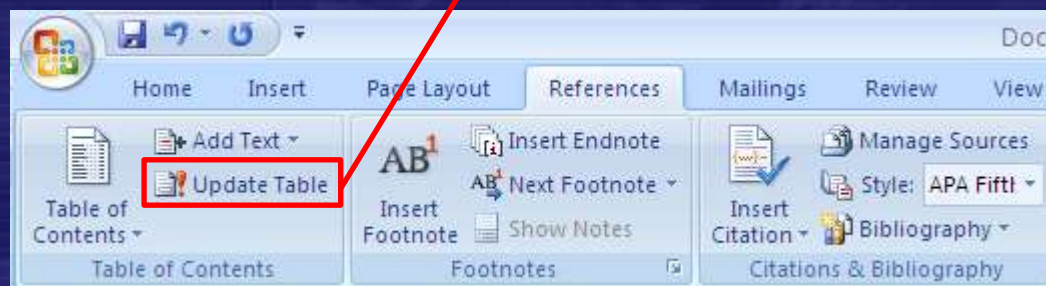 Doc
Home Insert Page Layout References Mailings Review View
Add Text
Update Table
Table of
Contents
Table of Contents
AB1
Insert
Footnote
Insert Endnote
AB1 Next Footnote
Show Notes
Footnotes
Insert
Citation
Manage Sources
Style: APA Fifth
Bibliography
Citations & Bibliography